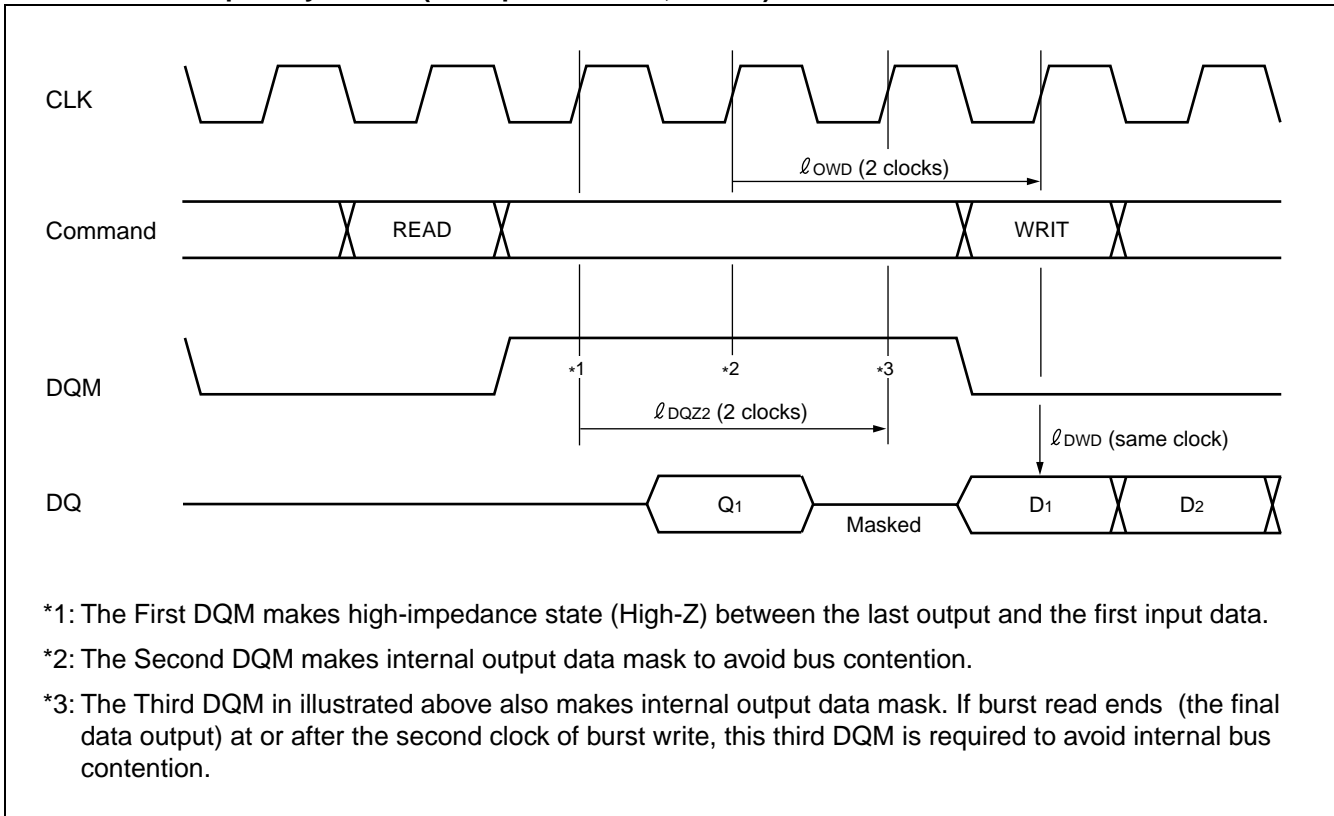 CLK
ℓOWD (2 clocks)
Command
READ
WRIT
*1
*2
*3
DQM
ℓDQZ2 (2 clocks)
ℓDWD (same clock)
DQ
Q1
D1
D2
Masked
*1: The First DQM makes high-impedance state (High-Z) between the last output and the first input data.
*2: The Second DQM makes internal output data mask to avoid bus contention.
*3: The Third DQM in illustrated above also makes internal output data mask. If burst read ends (the final
data output) at or after the second clock of burst write, this third DQM is required to avoid internal bus
contention.